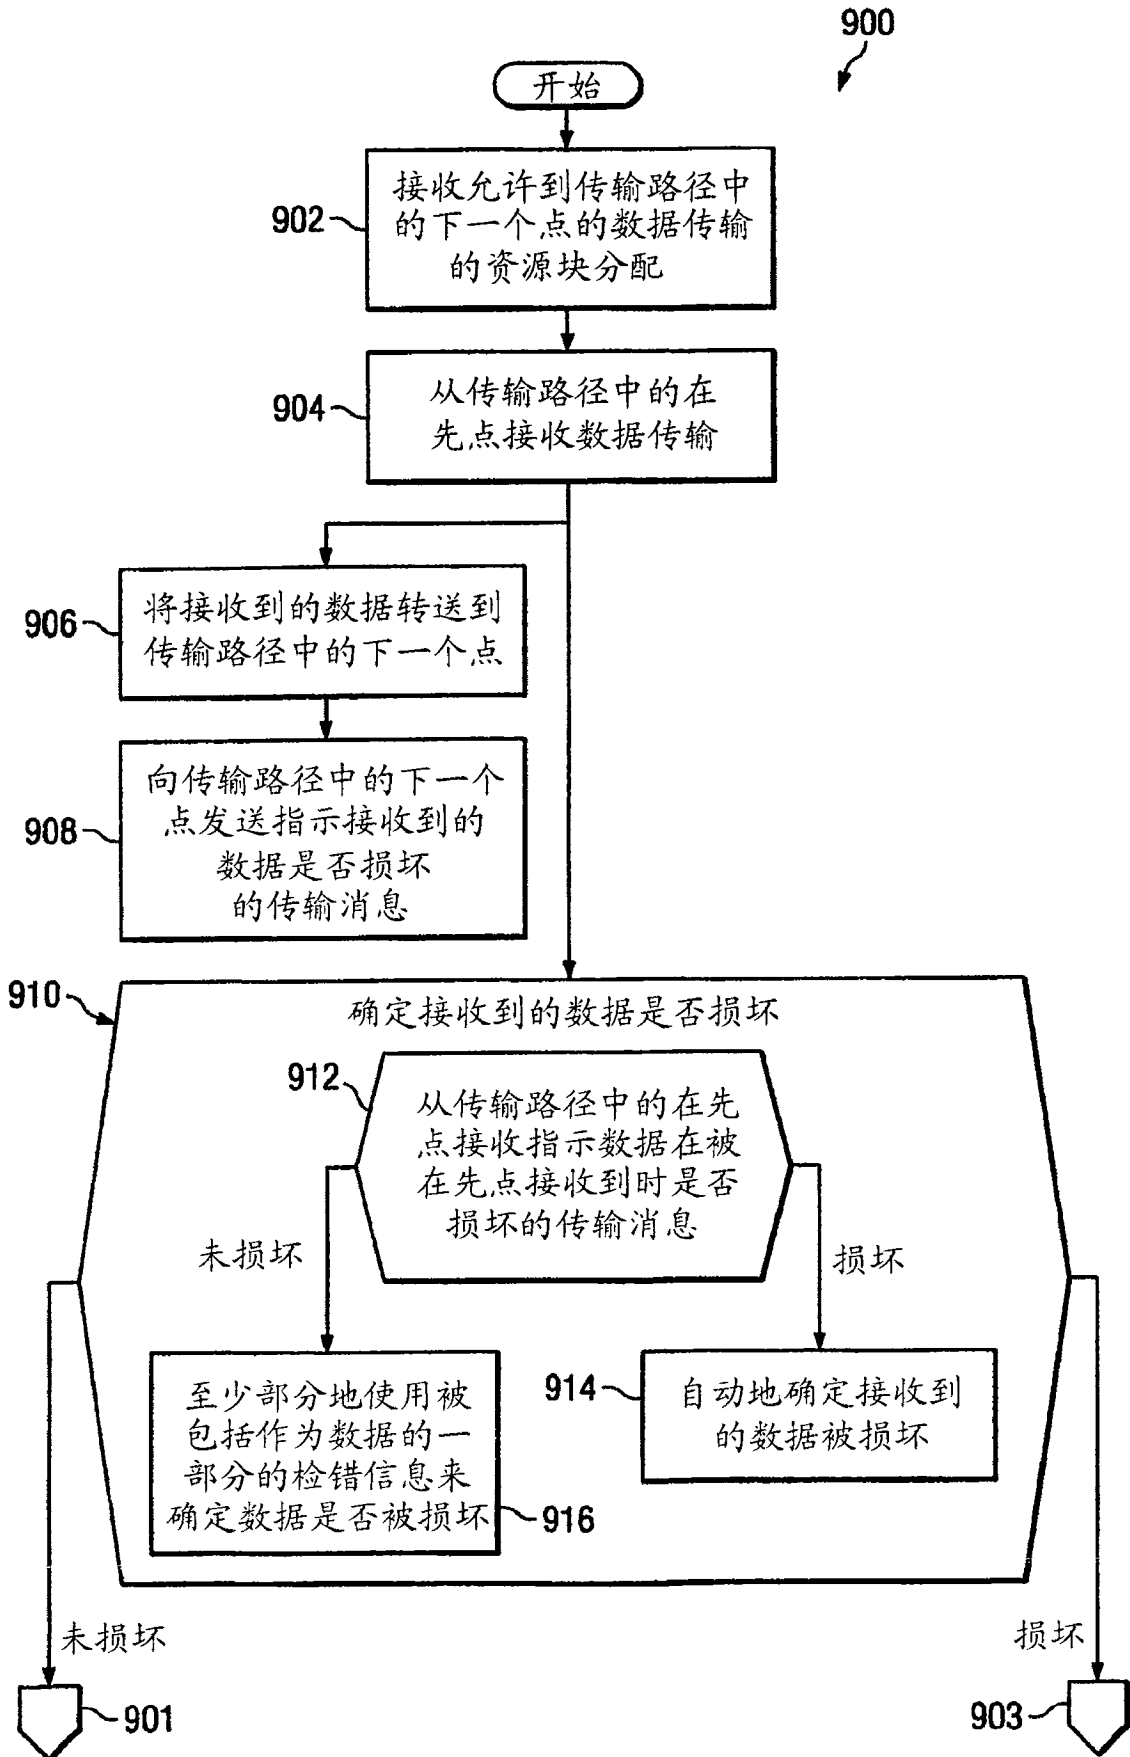 900
开始
902
接收允许到传输路径中
的下一个点的数据传输
的资源块分配
904
从传输路径中的在
先点接收数据传输
906
将接收到的数据转送到
传输路径中的下一个点
908
向传输路径中的下一个
点发送指示接收到的
数据是否损坏
的传输消息
910
确定接收到的数据是否损坏
912
从传输路径中的在先
点接收指示数据在被
在先点接收到时是否
损坏的传输消息
未损坏
损坏
至少部分地使用被
包括作为数据的一
部分的检错信息来
确定数据是否被损坏
916
914
自动地确定接收到
的数据被损坏
未损坏
损坏
901
903